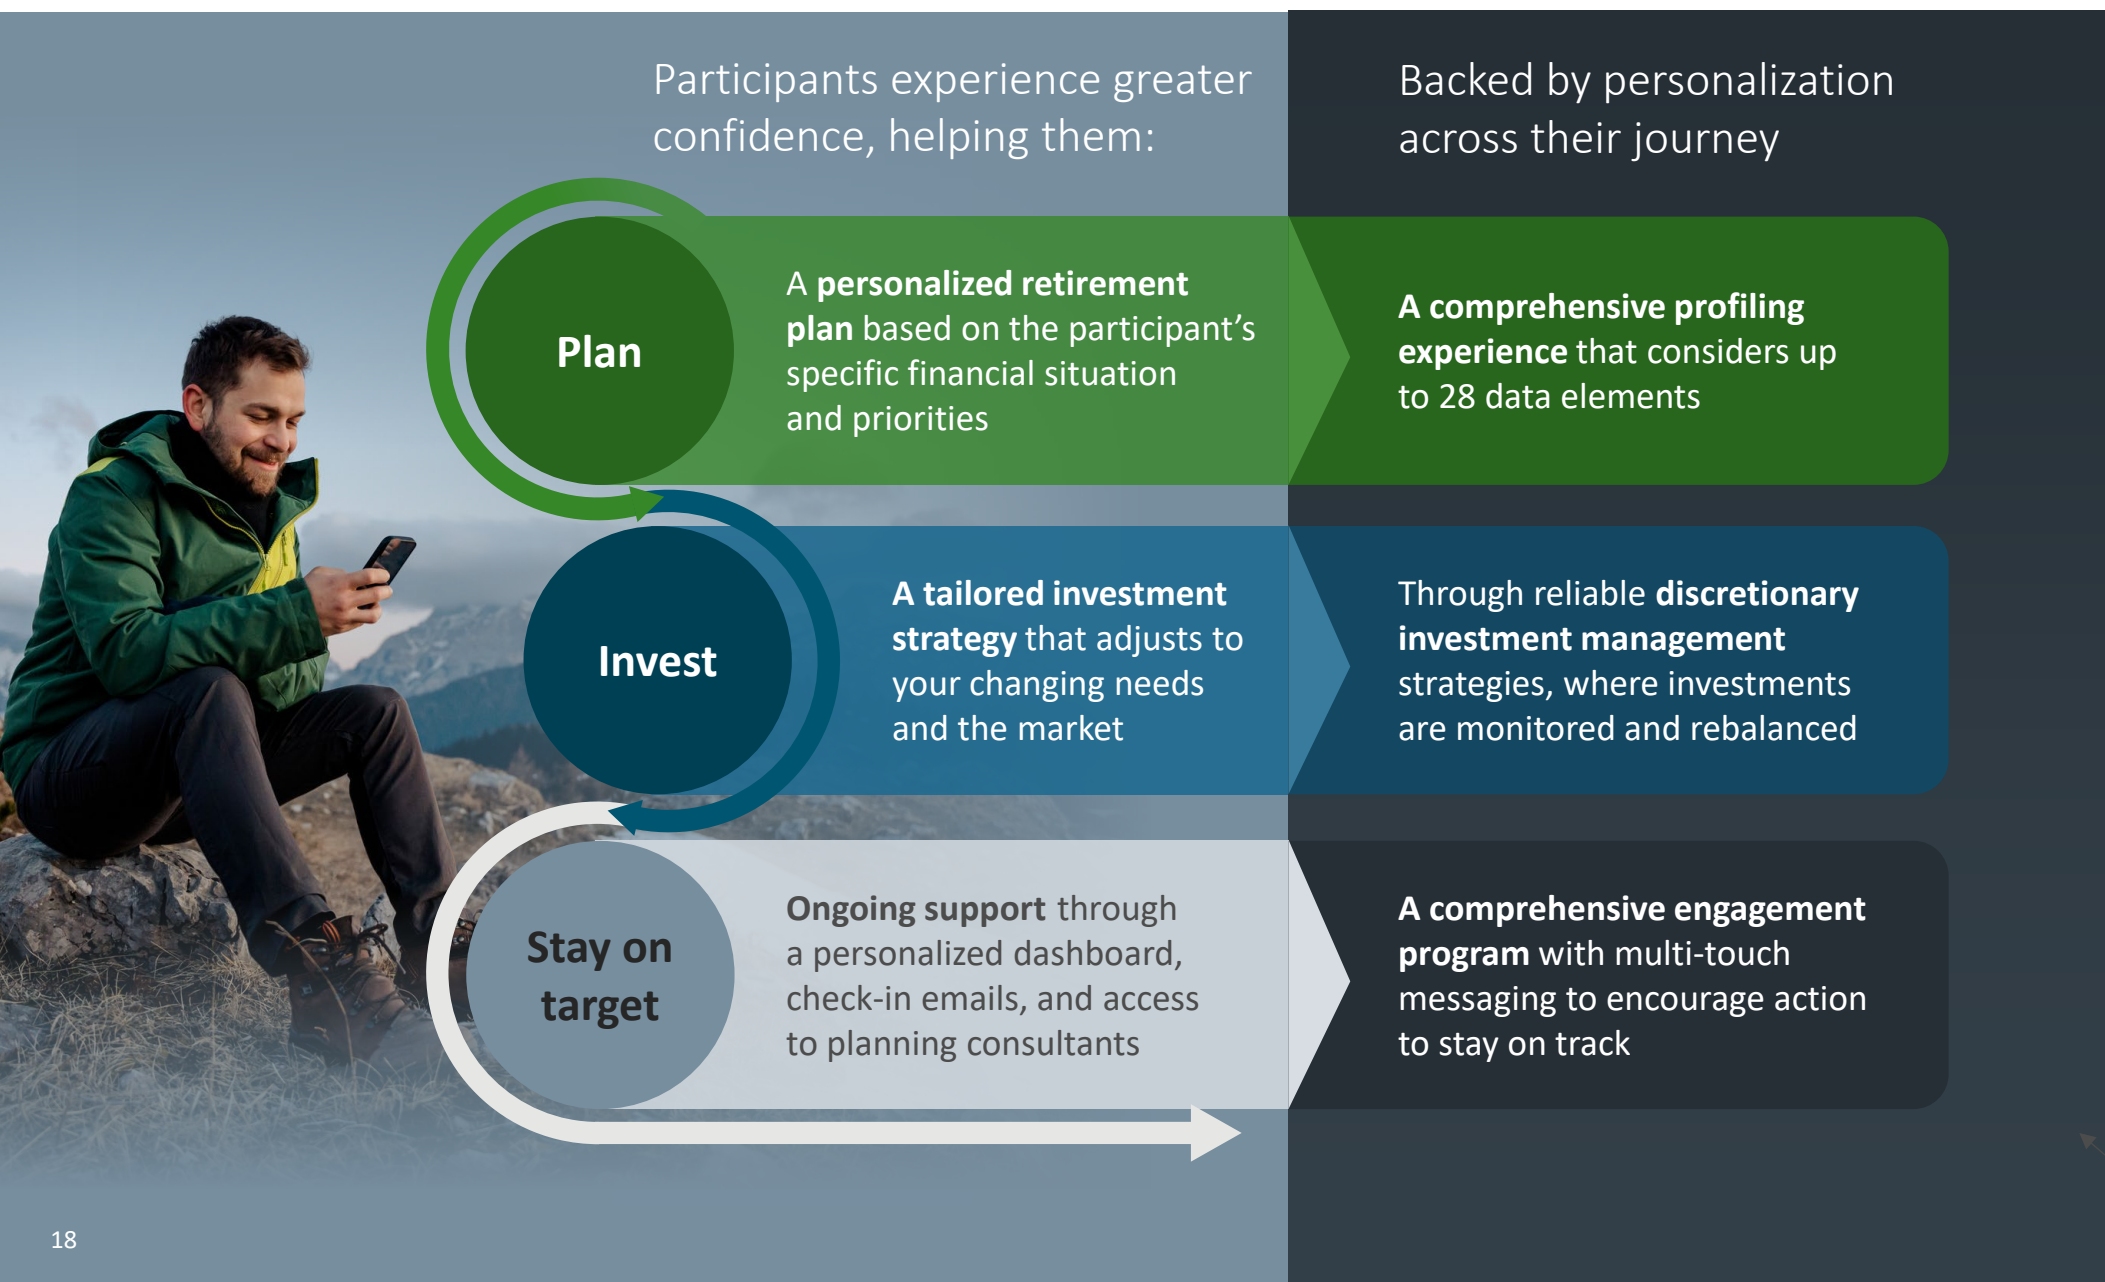 Participants experience greater
confidence, helping them:
Backed by personalization
across their journey
Plan
A personalized retirement
plan based on the participant’s
specific financial situation
and priorities
A comprehensive profiling
experience that considers up
to 28 data elements
Invest
A tailored investment
strategy that adjusts to
your changing needs
and the market
Through reliable discretionary
investment management
strategies, where investments
are monitored and rebalanced
Stay on
target
Ongoing support through
a personalized dashboard,
check-in emails, and access
to planning consultants
A comprehensive engagement
program with multi-touch
messaging to encourage action
to stay on track
18